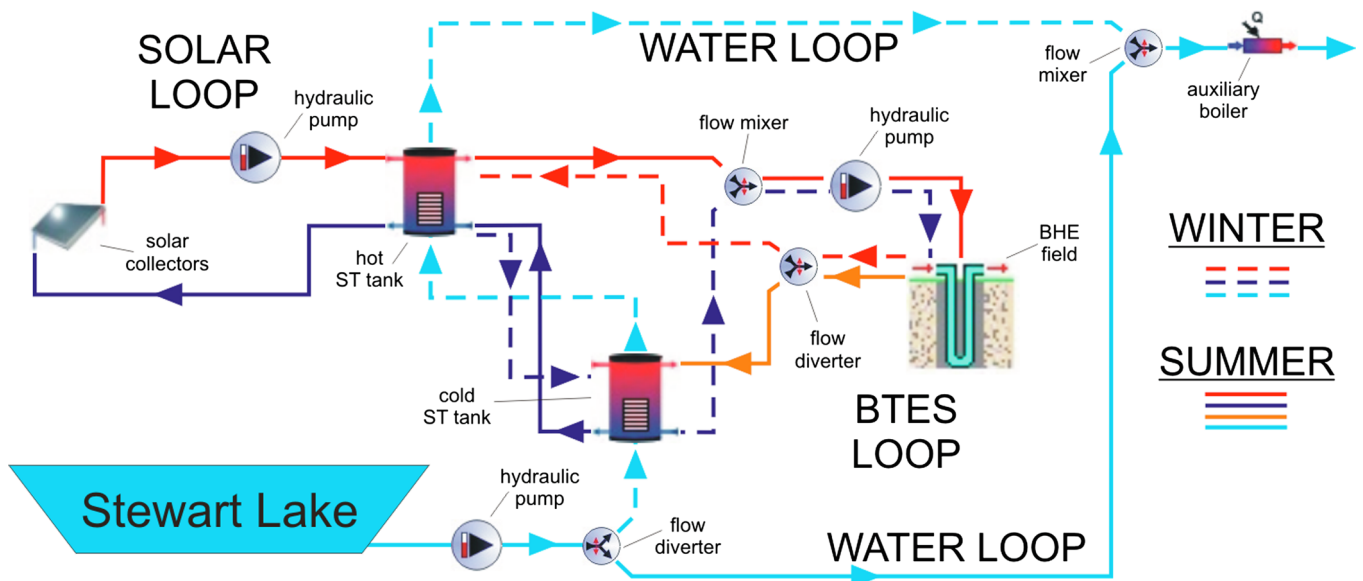 SOLAR
LOOP
hydraulic
pump
WATER LOOP
flow
mixer
Q
auxiliary
boiler
flow mixer
hydraulic
pump
solar
collectors
hot
ST tank
BHE
field
WINTER
flow
diverter
SUMMER
cold
ST tank
BTES
LOOP
Stewart Lake
hydraulic
pump
flow
diverter
WATER LOOP